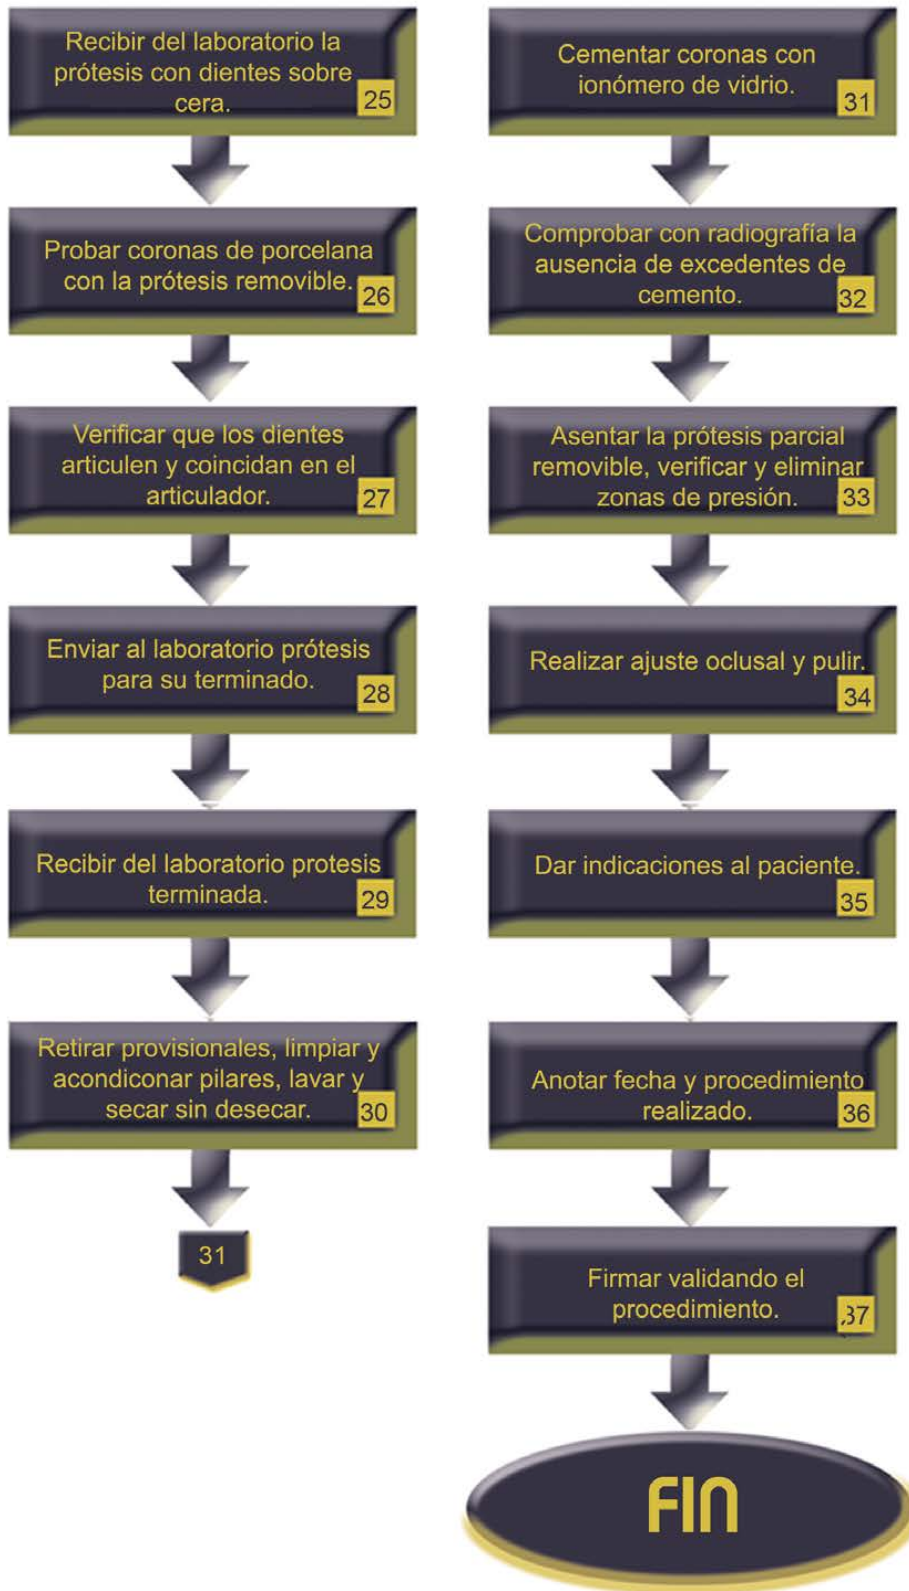 Recibir del laboratorio la
prótesis con dientes sobre
cera.
25
Probar coronas de porcelana
con la prótesis removible.
26
Verificar que los dientes
articulen y coincidan en el
articulador.
27
Enviar al laboratorio prótesis
para su terminado.
28
Recibir del laboratorio protesis
terminada.
29
Retirar provisionales, limpiar y
acondiconar pilares, lavar y
secar sin desecar.
30
31
Cementar coronas con
ionómero de vidrio.
31
Comprobar con radiografía la
ausencia de excedentes de
cemento.
32
Asentar la prótesis parcial
removible, verificar y eliminar
zonas de presión.
33
Realizar ajuste oclusal y pulir.
34
Dar indicaciones al paciente.
35
Anotar fecha y procedimiento
realizado.
36
Firmar validando el
procedimiento.
37
FIN